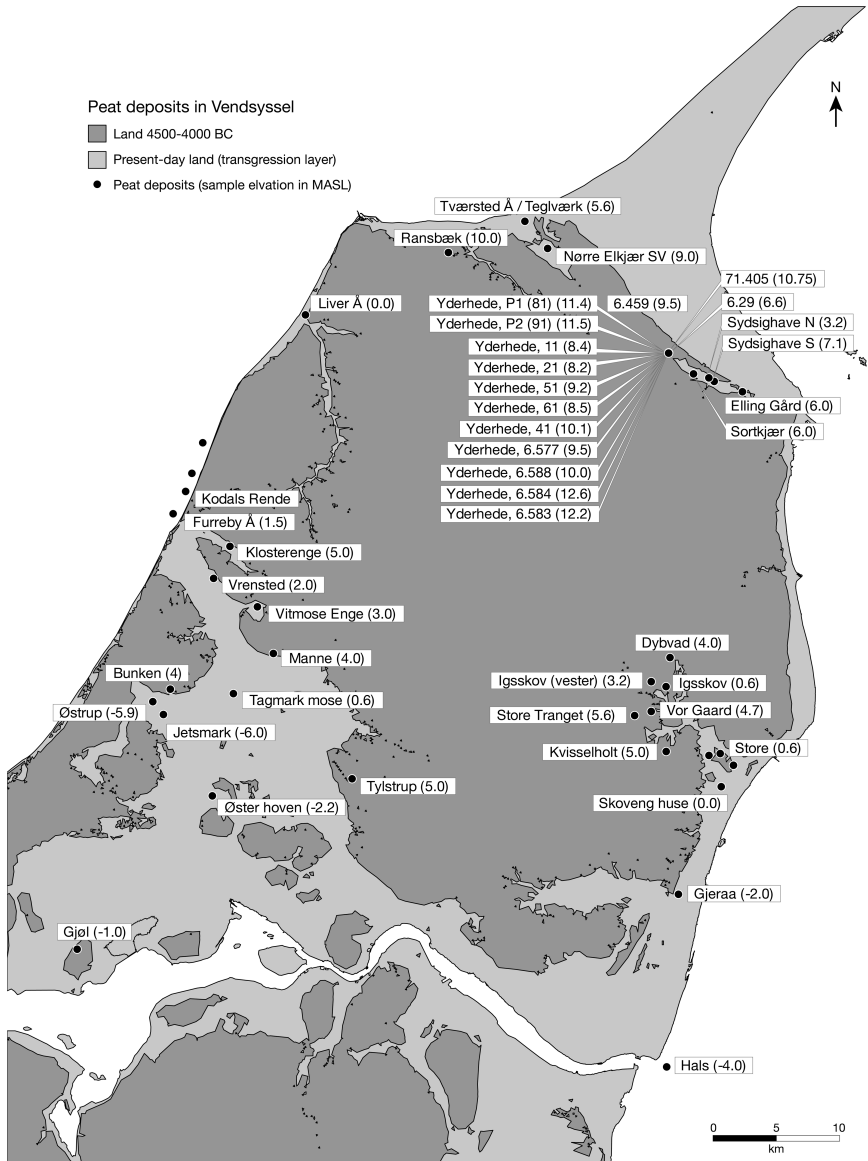 Peat deposits in Vendsyssel
Land 4500-4000 BC
Present-day land (transgression layer)
Peat deposits (sample elvation in MASL)
N
Tværsted Å / Teglværk (5.6)
Ransbæk (10.0)
Nørre Elkjær SV (9.0)
71.405 (10.75)
Liver Å (0.0)
Yderhede, P1 (81) (11.4)
6.459 (9.5)
6.29 (6.6)
Yderhede, P2 (91) (11.5)
Sydsighave N (3.2)
Yderhede, 11 (8.4)
Sydsighave S (7.1)
Yderhede, 21 (8.2)
Yderhede, 51 (9.2)
Yderhede, 61 (8.5)
Elling Gård (6.0)
Yderhede, 41 (10.1)
Sortkjær (6.0)
Yderhede, 6.577 (9.5)
Yderhede, 6.588 (10.0)
Yderhede, 6.584 (12.6)
Yderhede, 6.583 (12.2)
Kodals Rende
Furreby Å (1.5)
Klosterenge (5.0)
Vrensted (2.0)
Vitmose Enge (3.0)
Dybvad (4.0)
Manne (4.0)
Bunken (4)
Igsskov (vester) (3.2)
Igsskov (0.6)
Tagmark mose (0.6)
Østrup (-5.9)
Vor Gaard (4.7)
Store Tranget (5.6)
Jetsmark (-6.0)
Kvisselholt (5.0)
Store (0.6)
Tylstrup (5.0)
Øster hoven (-2.2)
Skoveng huse (0.0)
Gjeraa (-2.0)
Gjøl (-1.0)
Hals (-4.0)
0 5 10
km